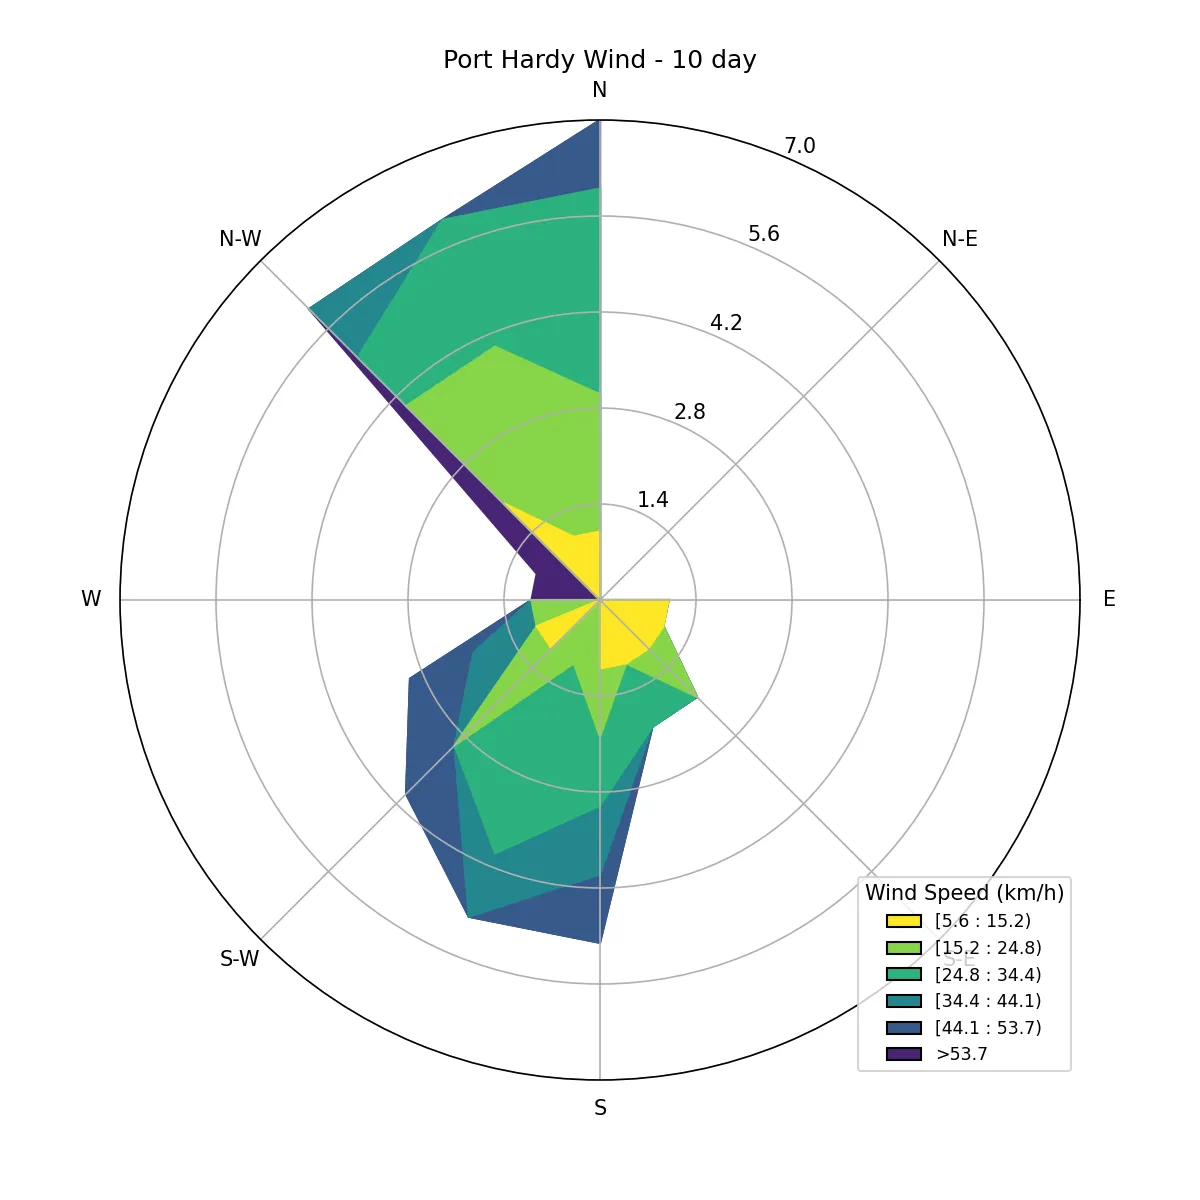 Port Hardy Wind - 10 day
N
7.0
N-W
N-E
5.6
4.2
2.8
1.4
W
E
S-W
S-E
S
Wind Speed (km/h)
[5.6 : 15.2)
[15.2 : 24.8)
[24.8 : 34.4)
[34.4 : 44.1)
[44.1 : 53.7)
>53.7